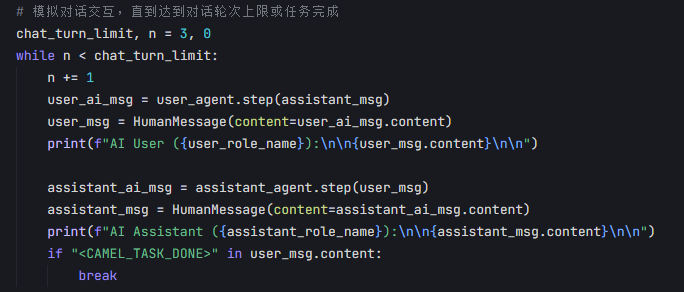 # 模拟对话交互，直到达到对话轮次上限或任务完成
chat_turn_limit, n = 3, 0
while n < chat_turn_limit:
    n += 1
    user_ai_msg = user_agent.step(assistant_msg)
    user_msg = HumanMessage(content=user_ai_msg.content)
    print(f"AI User ({user_role_name}):\n\n{user_msg.content}\n\n")
    assistant_ai_msg = assistant_agent.step(user_msg)
    assistant_msg = HumanMessage(content=assistant_ai_msg.content)
    print(f"AI Assistant ({assistant_role_name}):\n\n{assistant_msg.content}\n\n")
    if "<CAMEL_TASK_DONE>" in user_msg.content:
        break